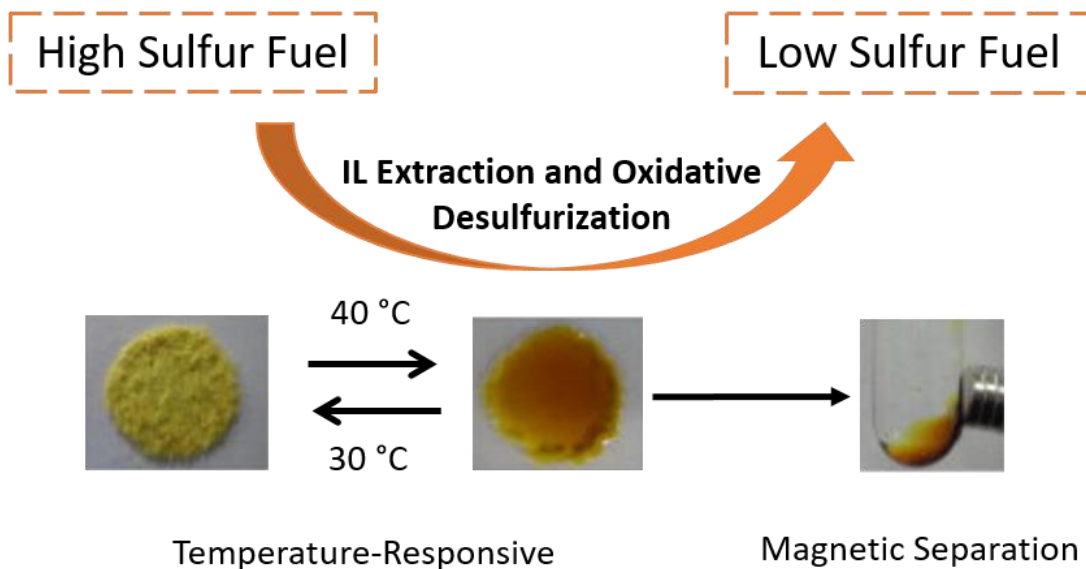 High Sulfur Fuel
Low Sulfur Fuel
IL Extraction and Oxidative
Desulfurization
40 °C
30 °C
Temperature-Responsive
Magnetic Separation